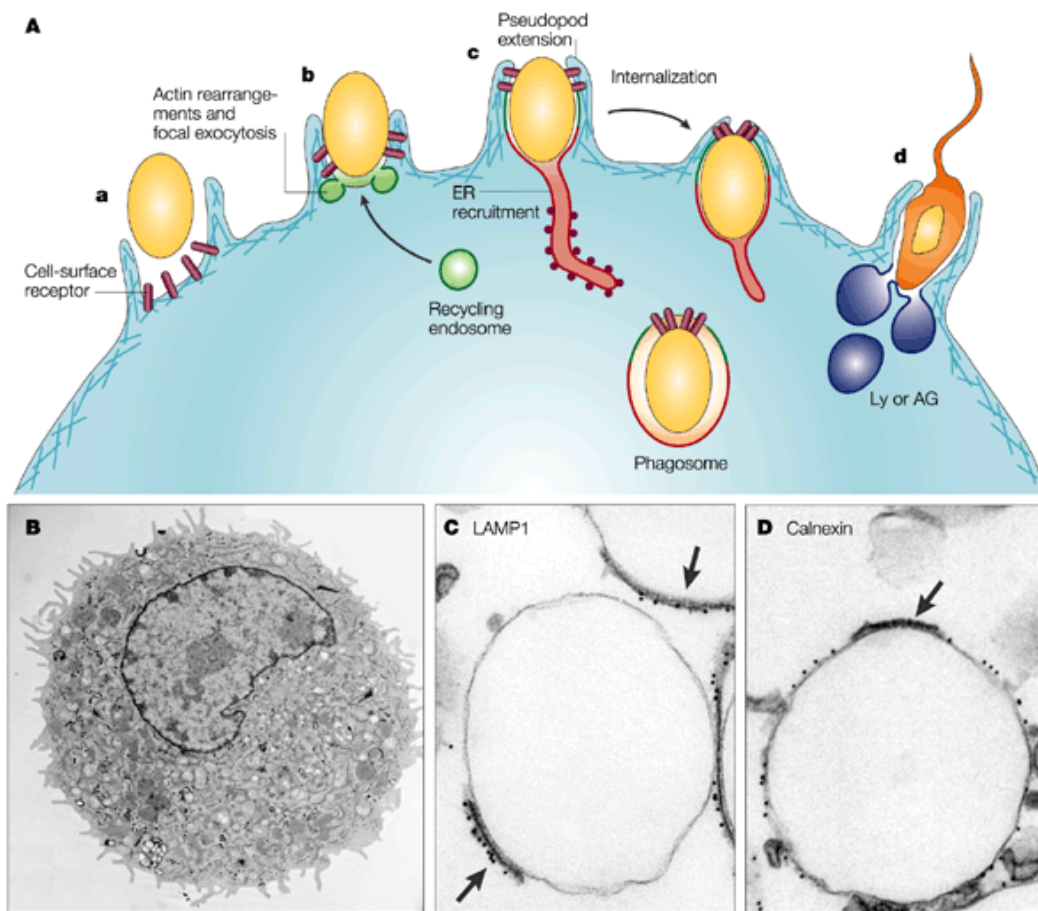 A
a
Cell-surface
receptor
Actin rearrange-
ments and
focal exocytosis
b
Recycling
endosome
c
Pseudopod
extension
ER
recruitment
Internalization
Phagosome
d
Ly or AG
B
C LAMP1
D Calnexin